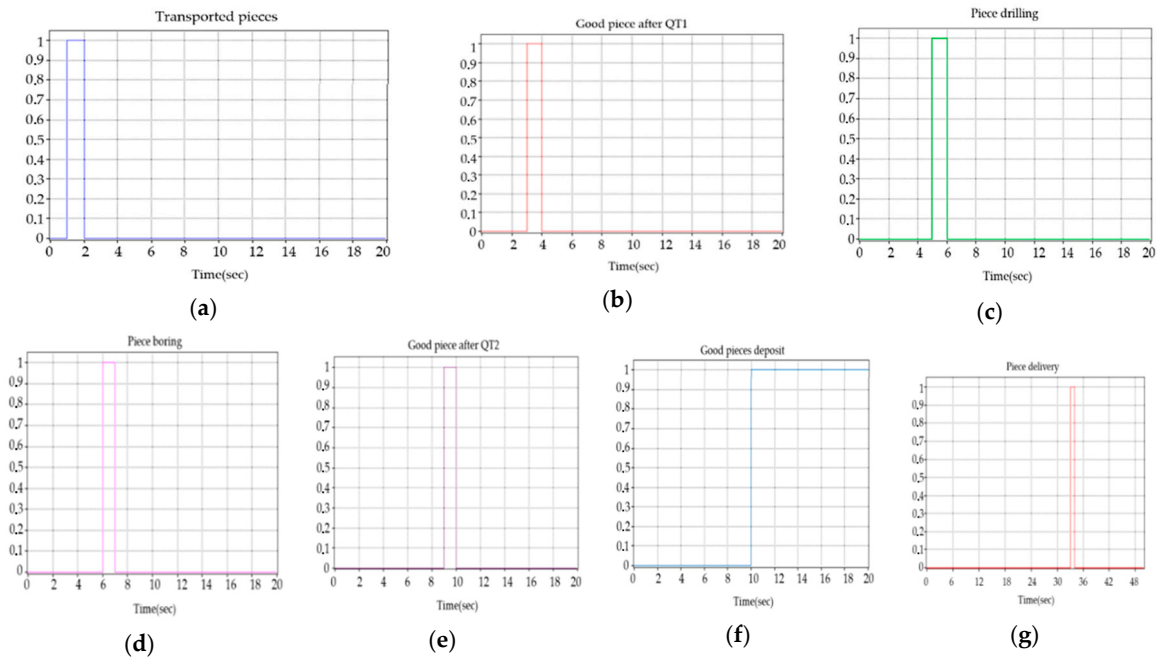 Transported pieces
1
0.9
0.8
0.7
0.6
0.5
0.4
0.3
0.2
0.1
0
0 2 4 6 8 10 12 14 16 18 20
Time(sec)
(a)
Good piece after QT1
1
0.9
0.8
0.7
0.6
0.5
0.4
0.3
0.2
0.1
0
0 2 4 6 8 10 12 14 16 18 20
Time(sec)
(b)
Piece drilling
1
0.9
0.8
0.7
0.6
0.5
0.4
0.3
0.2
0.1
0
0 2 4 6 8 10 12 14 16 18 20
Time(sec)
(c)
Piece boring
1
0.9
0.8
0.7
0.6
0.5
0.4
0.3
0.2
0.1
0
0 2 4 6 8 10 12 14 16 18 20
Time(sec)
(d)
Good piece after QT2
1
0.9
0.8
0.7
0.6
0.5
0.4
0.3
0.2
0.1
0
0 2 4 6 8 10 12 14 16 18 20
Time(sec)
(e)
Good pieces deposit
1
0.9
0.8
0.7
0.6
0.5
0.4
0.3
0.2
0.1
0
0 2 4 6 8 10 12 14 16 18 20
Time(sec)
(f)
Piece delivery
1
0.9
0.8
0.7
0.6
0.5
0.4
0.3
0.2
0.1
0
0 6 12 18 24 30 36 42 48
Time(sec)
(g)